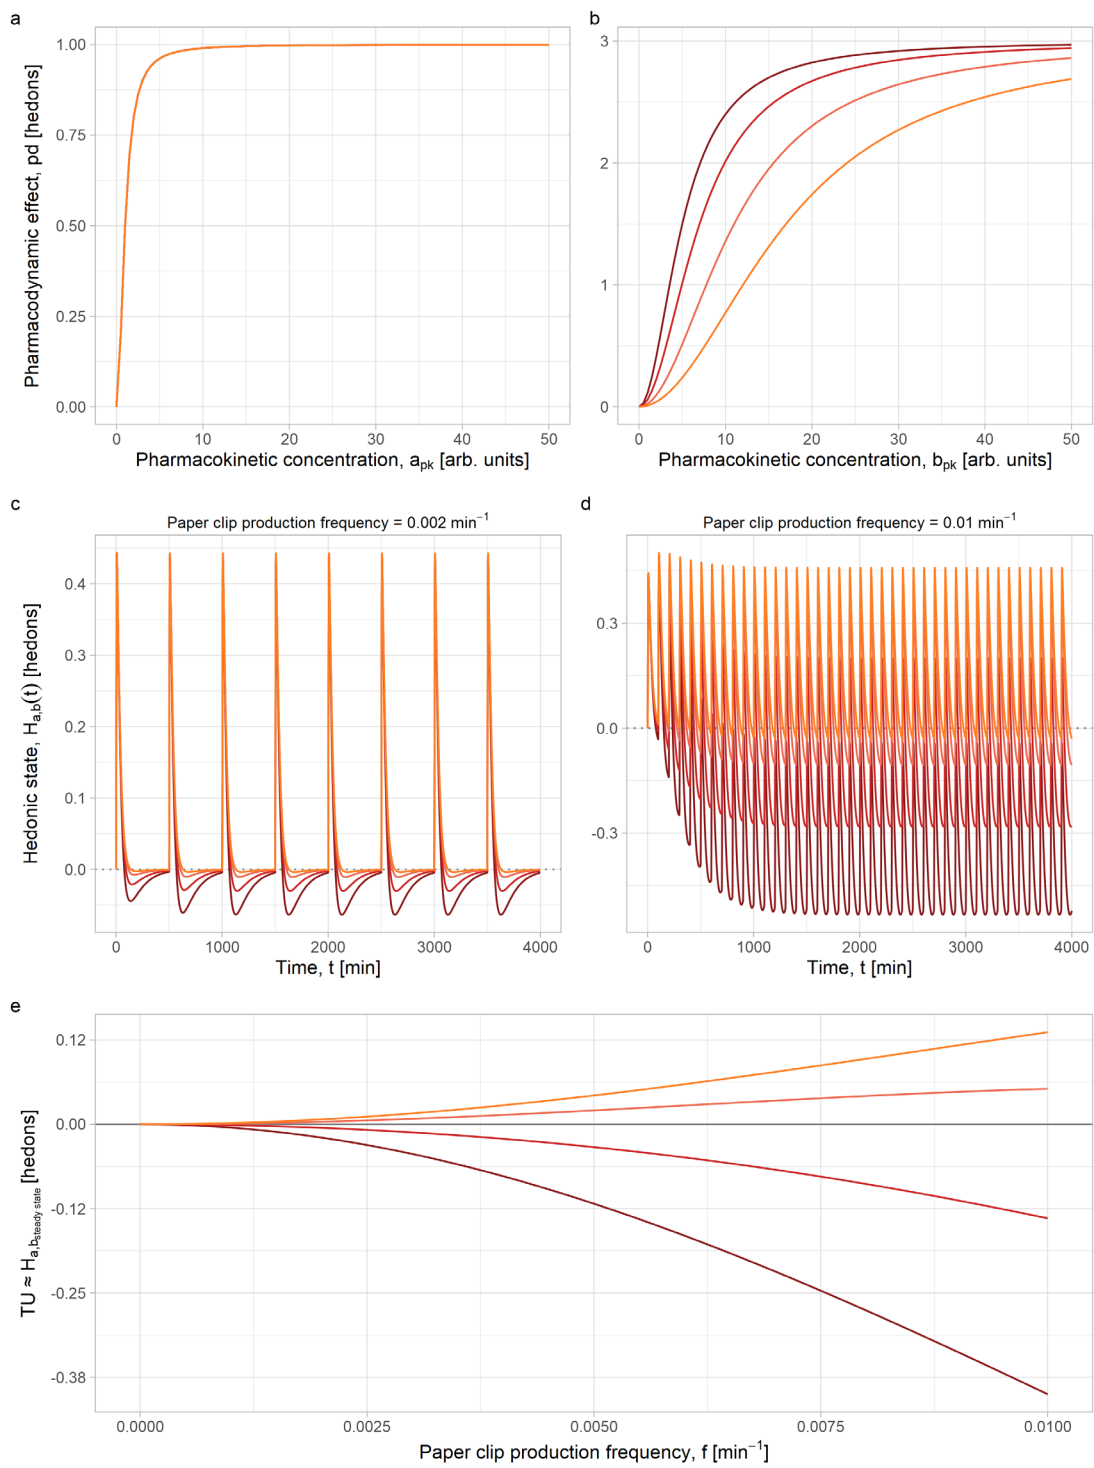 a
b
Pharmacodynamic effect, pd [hedons]
1.00
0.75
0.50
0.25
0.00
0 10 20 30 40 50
Pharmacokinetic concentration, a_pk [arb. units]
3
2
1
0
0 10 20 30 40 50
Pharmacokinetic concentration, b_pk [arb. units]
c
d
Paper clip production frequency = 0.002 min⁻¹
Hedonic state, H_a,b(t) [hedons]
0.4
0.3
0.2
0.1
0.0
0 1000 2000 3000 4000
Time, t [min]
Paper clip production frequency = 0.01 min⁻¹
0.3
0.0
-0.3
0 1000 2000 3000 4000
Time, t [min]
e
TU ≈ H_a,b_steady state [hedons]
0.12
0.00
-0.12
-0.25
-0.38
0.0000 0.0025 0.0050 0.0075 0.0100
Paper clip production frequency, f [min⁻¹]